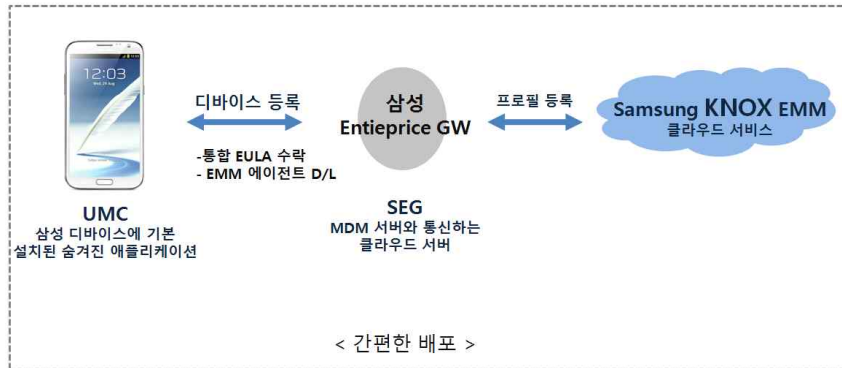 12:03
디바이스 등록
-통합 EULA 수락
- EMM 에이전트 D/L
삼성
Entieprice GW
프로필 등록
Samsung KNOX EMM
클라우드 서비스
UMC
삼성 디바이스에 기본
설치된 숨겨진 애플리케이션
SEG
MDM 서버와 통신하는
클라우드 서버
< 간편한 배포 >